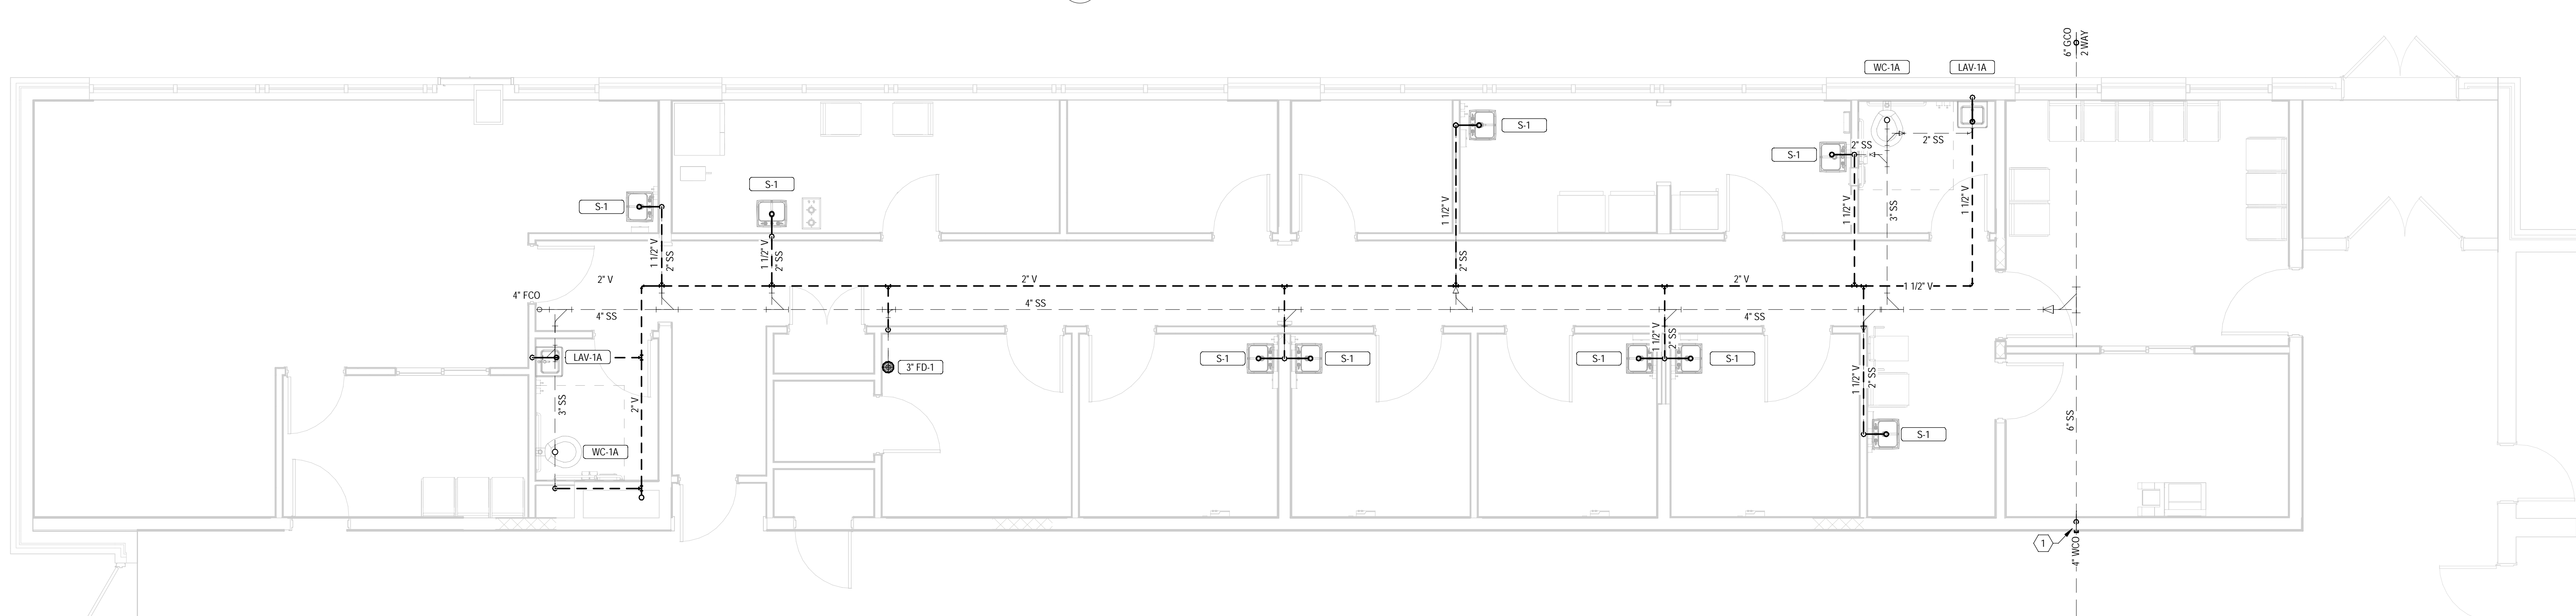 6" GCO
2 WAY
WC-1A
LAV-1A
S-1
2" SS
2" SS
S-1
S-1
S-1
1 1/2" V
1 1/2" V
3" SS
1 1/2" V
1 1/2" V
2" SS
1 1/2" V
2" SS
2" SS
2" V
2" V
2" V
1 1/2" V
4" FCO
4" SS
4" SS
4" SS
LAV-1A
S-1
S-1
S-1
S-1
1 1/2" V
2" SS
3" FD-1
1 1/2" V
2" SS
3" SS
2" V
6" SS
WC-1A
S-1
1
4" WCO